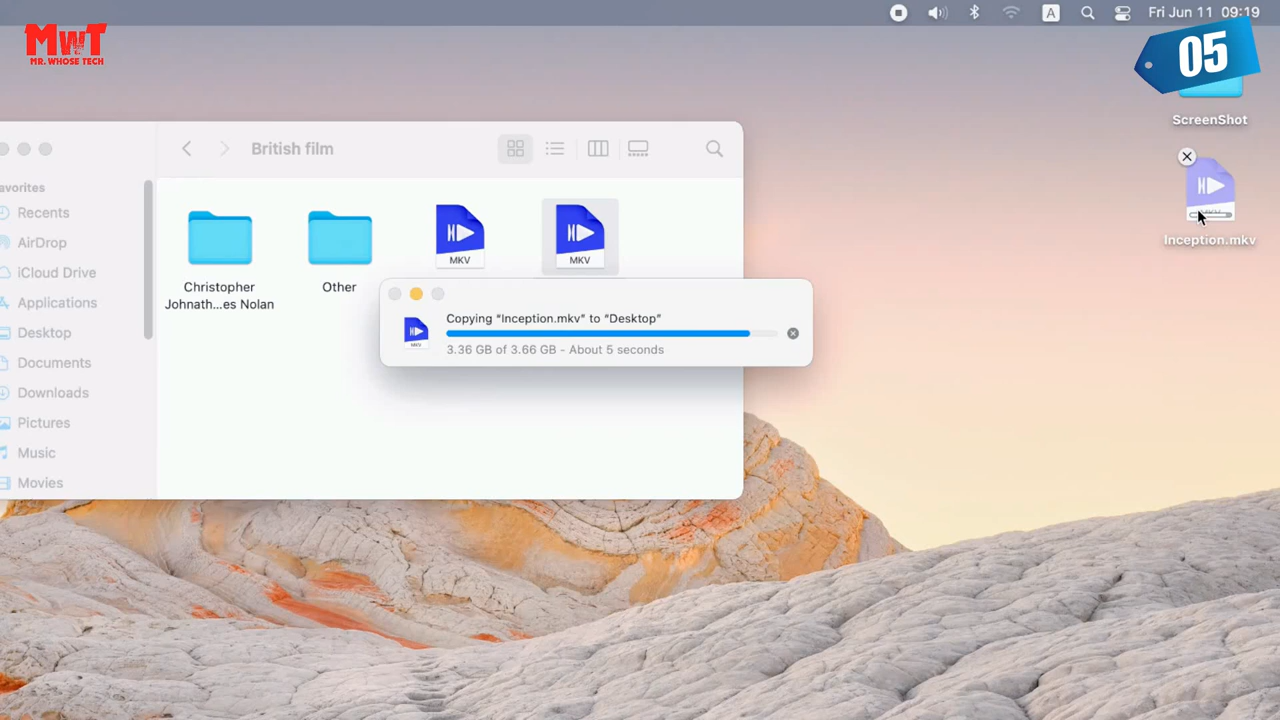 Fri Jun 11 09:19
A
MWT
MR. WHOSE TECH
05
ScreenShot
British film
avorites
Recents
AirDrop
iCloud Drive
Applications
Desktop
Documents
Downloads
Pictures
Music
Movies
MKV
MKV
Christopher
Johnath...es Nolan
Other
Copying “Inception.mkv” to “Desktop”
3.36 GB of 3.66 GB - About 5 seconds
MKV
Inception.mkv